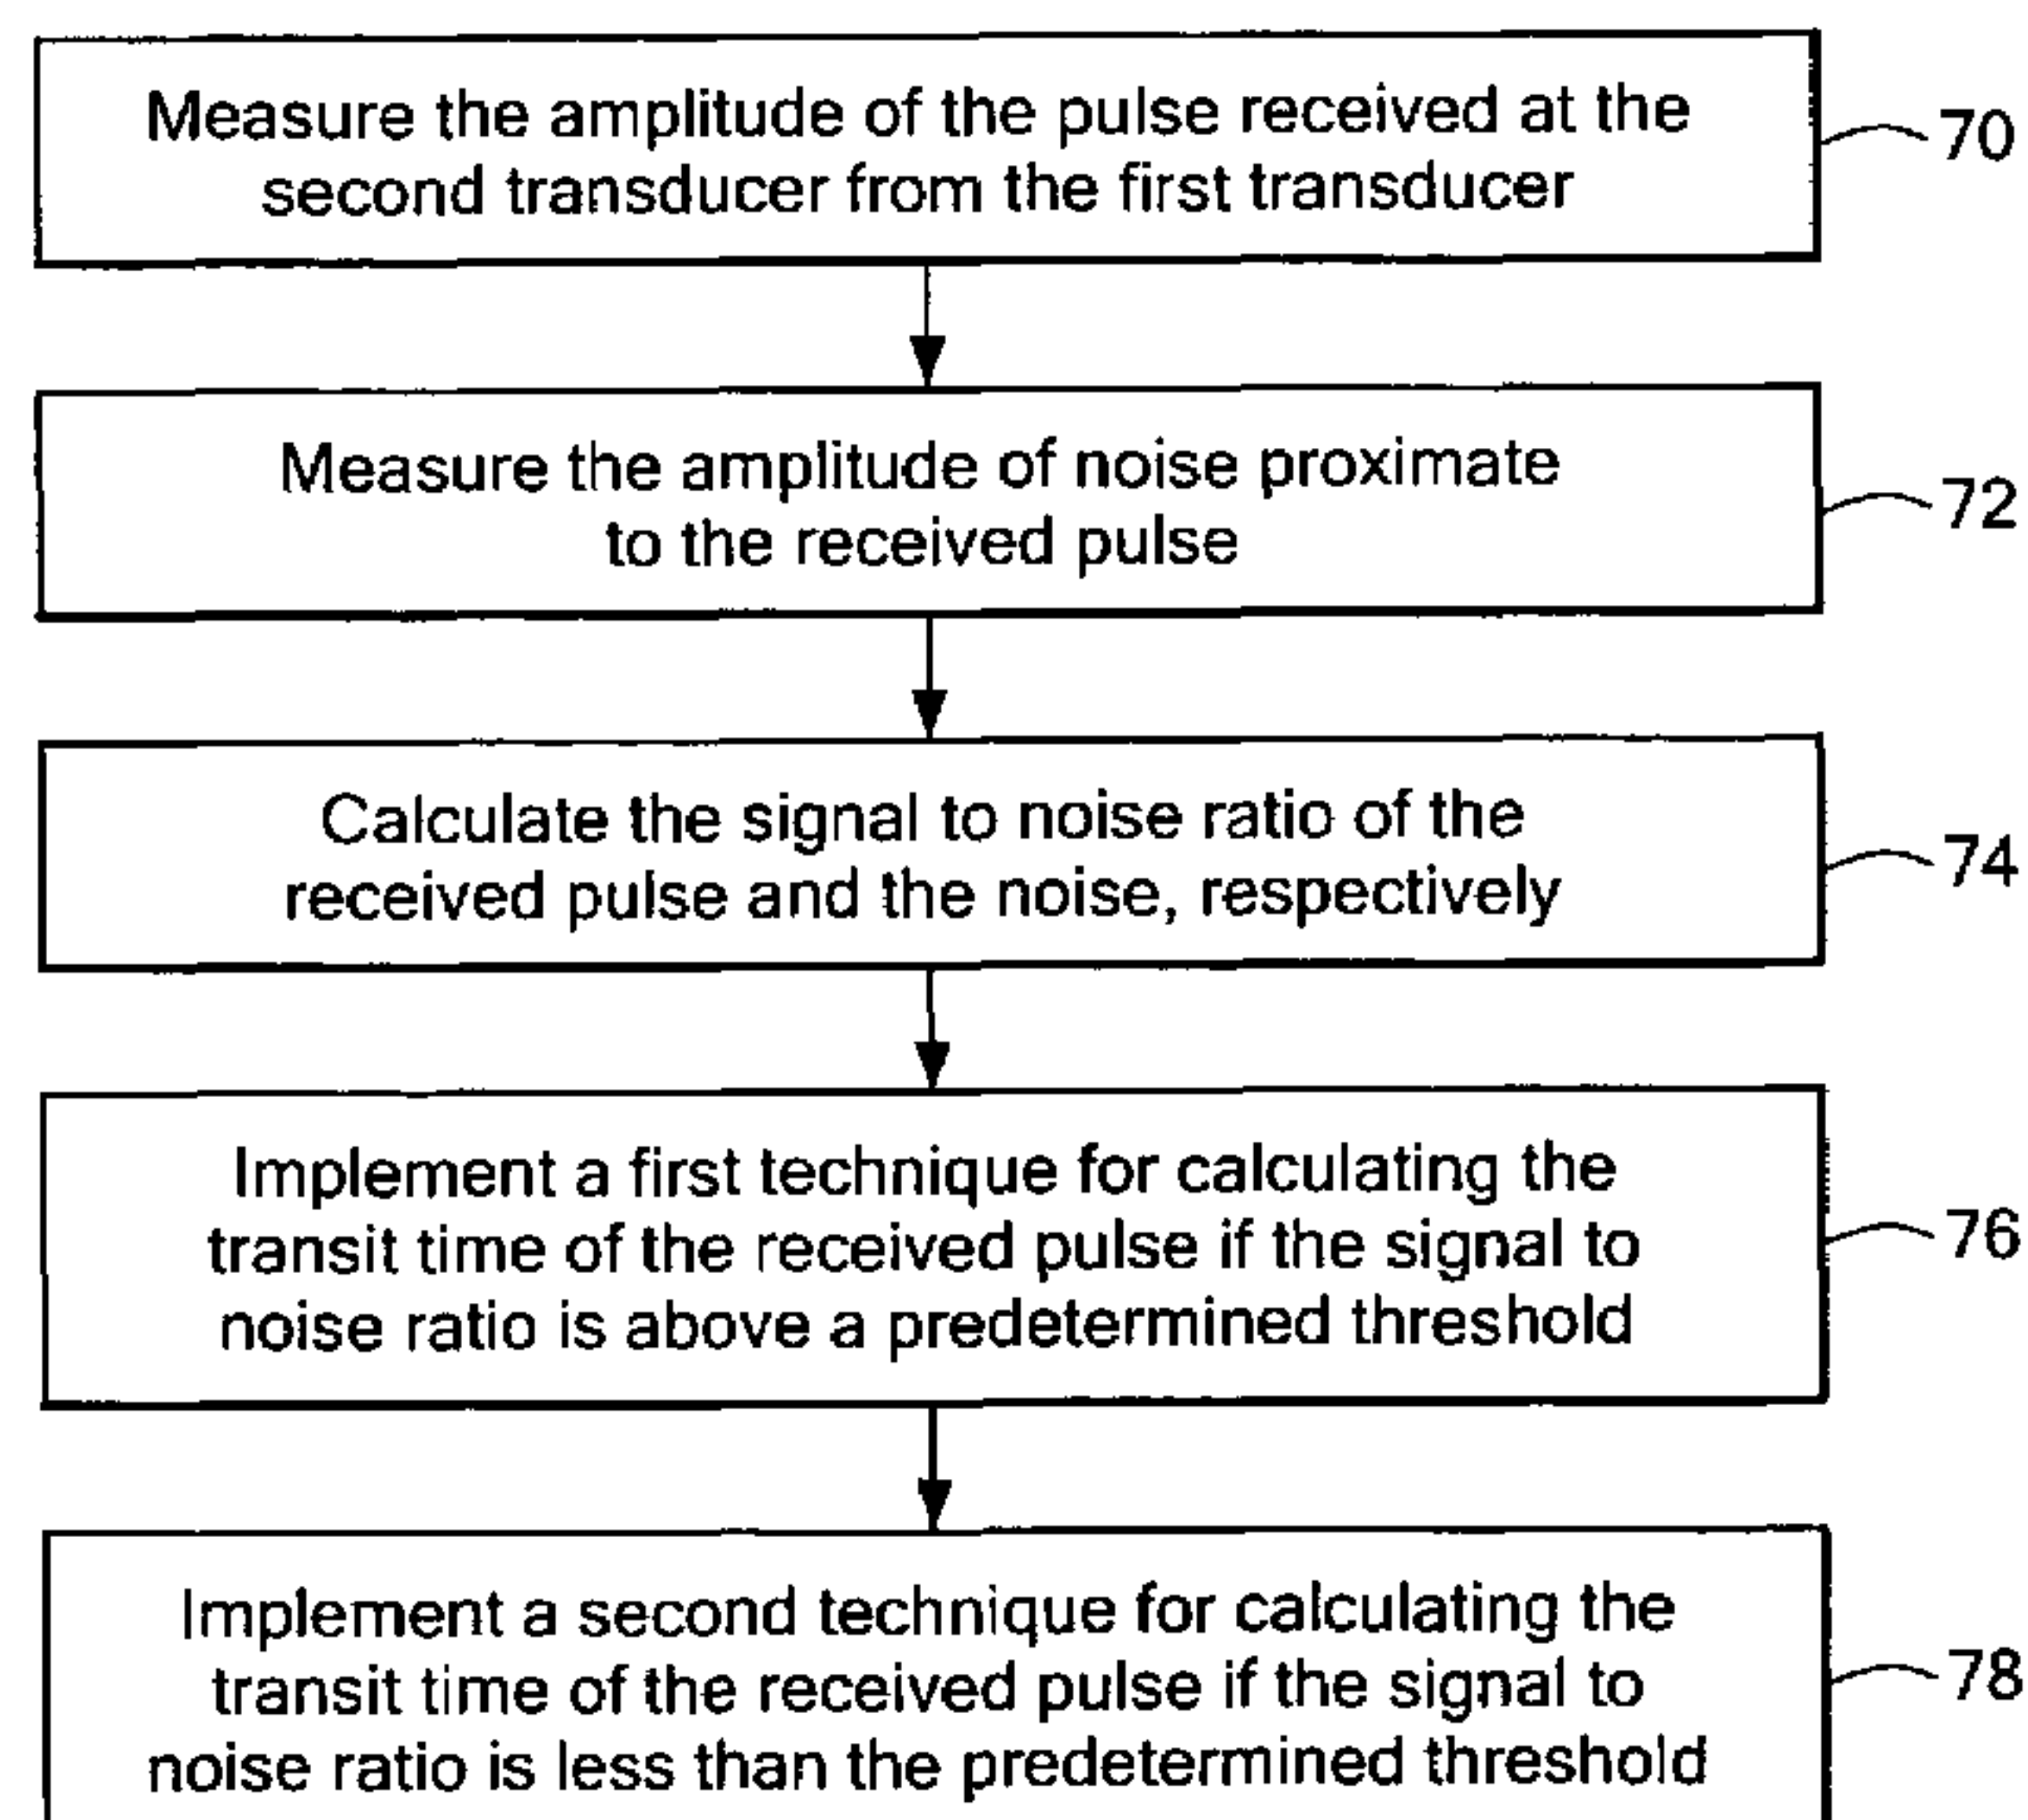 Measure the amplitude of the pulse received at the
second transducer from the first transducer
70
Measure the amplitude of noise proximate
to the received pulse
72
Calculate the signal to noise ratio of the
received pulse and the noise, respectively
74
Implement a first technique for calculating the
transit time of the received pulse if the signal to
noise ratio is above a predetermined threshold
76
Implement a second technique for calculating the
transit time of the received pulse if the signal to
noise ratio is less than the predetermined threshold
78